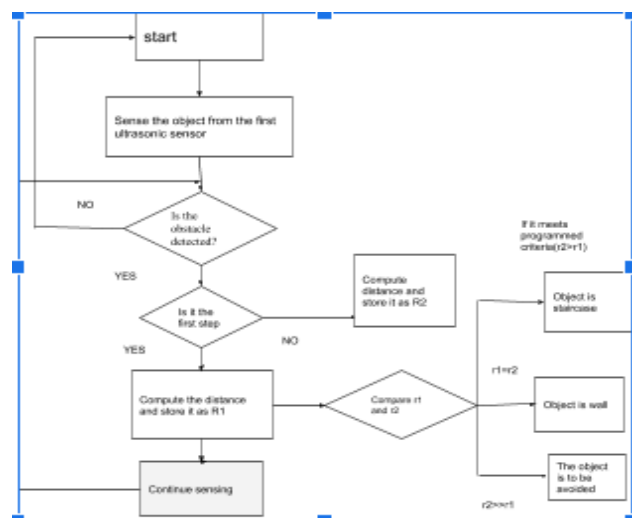 start
Sense the object from the first
ultrasonic sensor
NO
Is the
obstacle
detected?
If it meets
programmed
criteria(r2>r1)
YES
Compute
distance and
store it as R2
Object is
staircase
Is it the
first step
NO
YES
r1=r2
Compute the distance
and store it as R1
Compare r1
and r2
Object is wall
Continue sensing
The object
is to be
avoided
r2>>r1